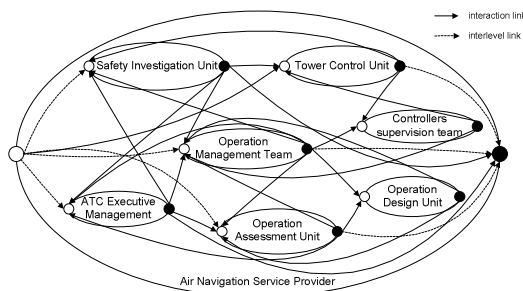 interaction link
interlevel link
Safety Investigation Unit
Tower Control Unit
Controllers
supervision team
Operation
Management Team
ATC Executive
Management
Operation
Design Unit
Operation
Assessment Unit
Air Navigation Service Provider